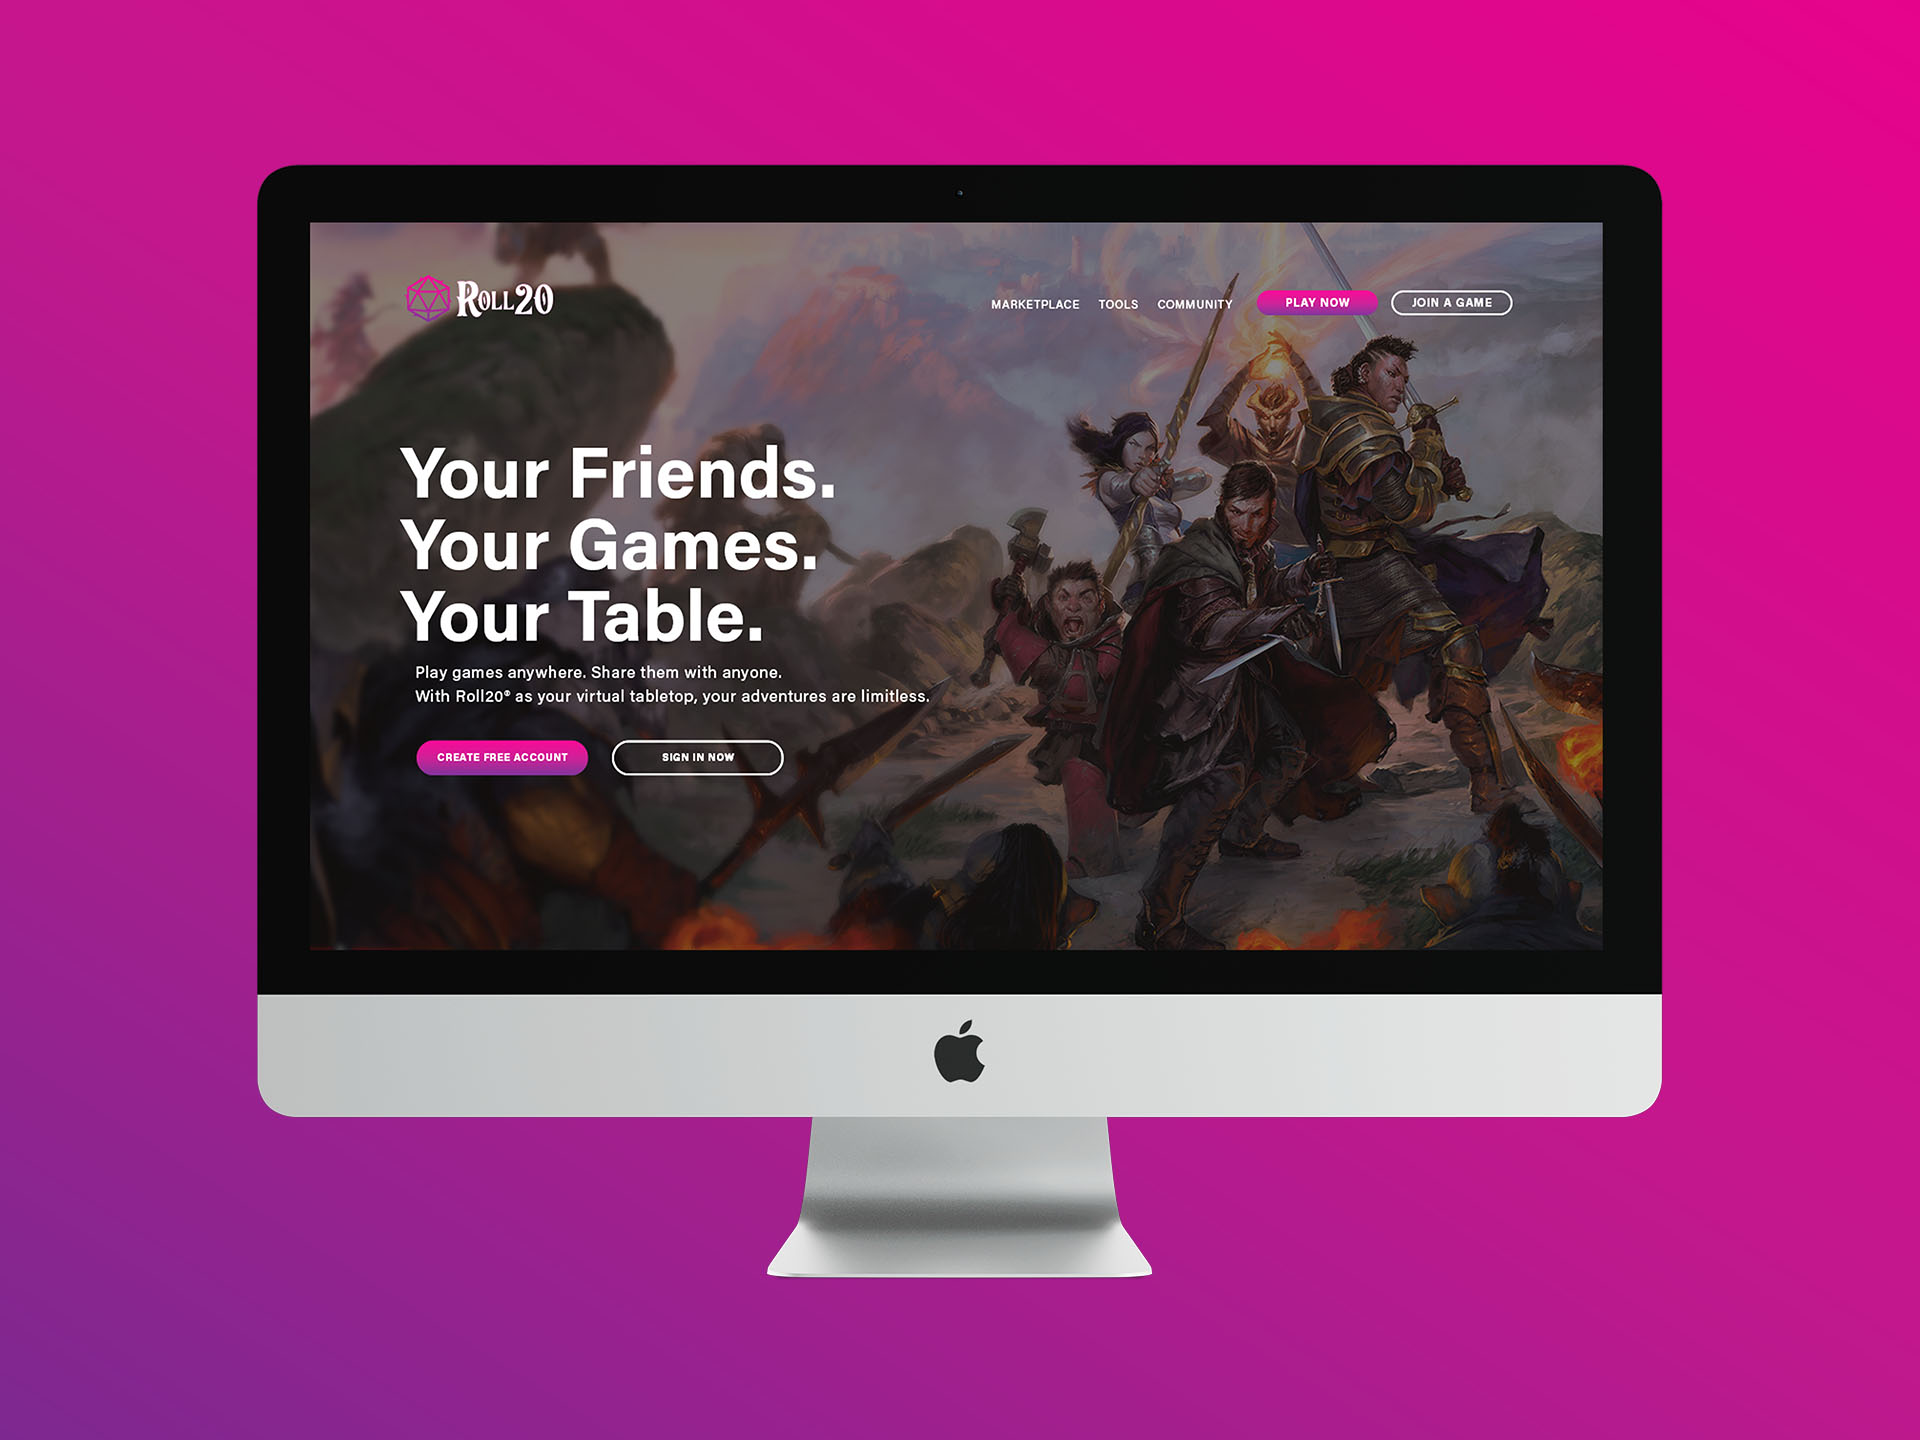 ROLL20
MARKETPLACE TOOLS COMMUNITY PLAY NOW JOIN A GAME
Your Friends.
Your Games.
Your Table.
Play games anywhere. Share them with anyone.
With Roll20® as your virtual tabletop, your adventures are limitless.
CREATE FREE ACCOUNT SIGN IN NOW